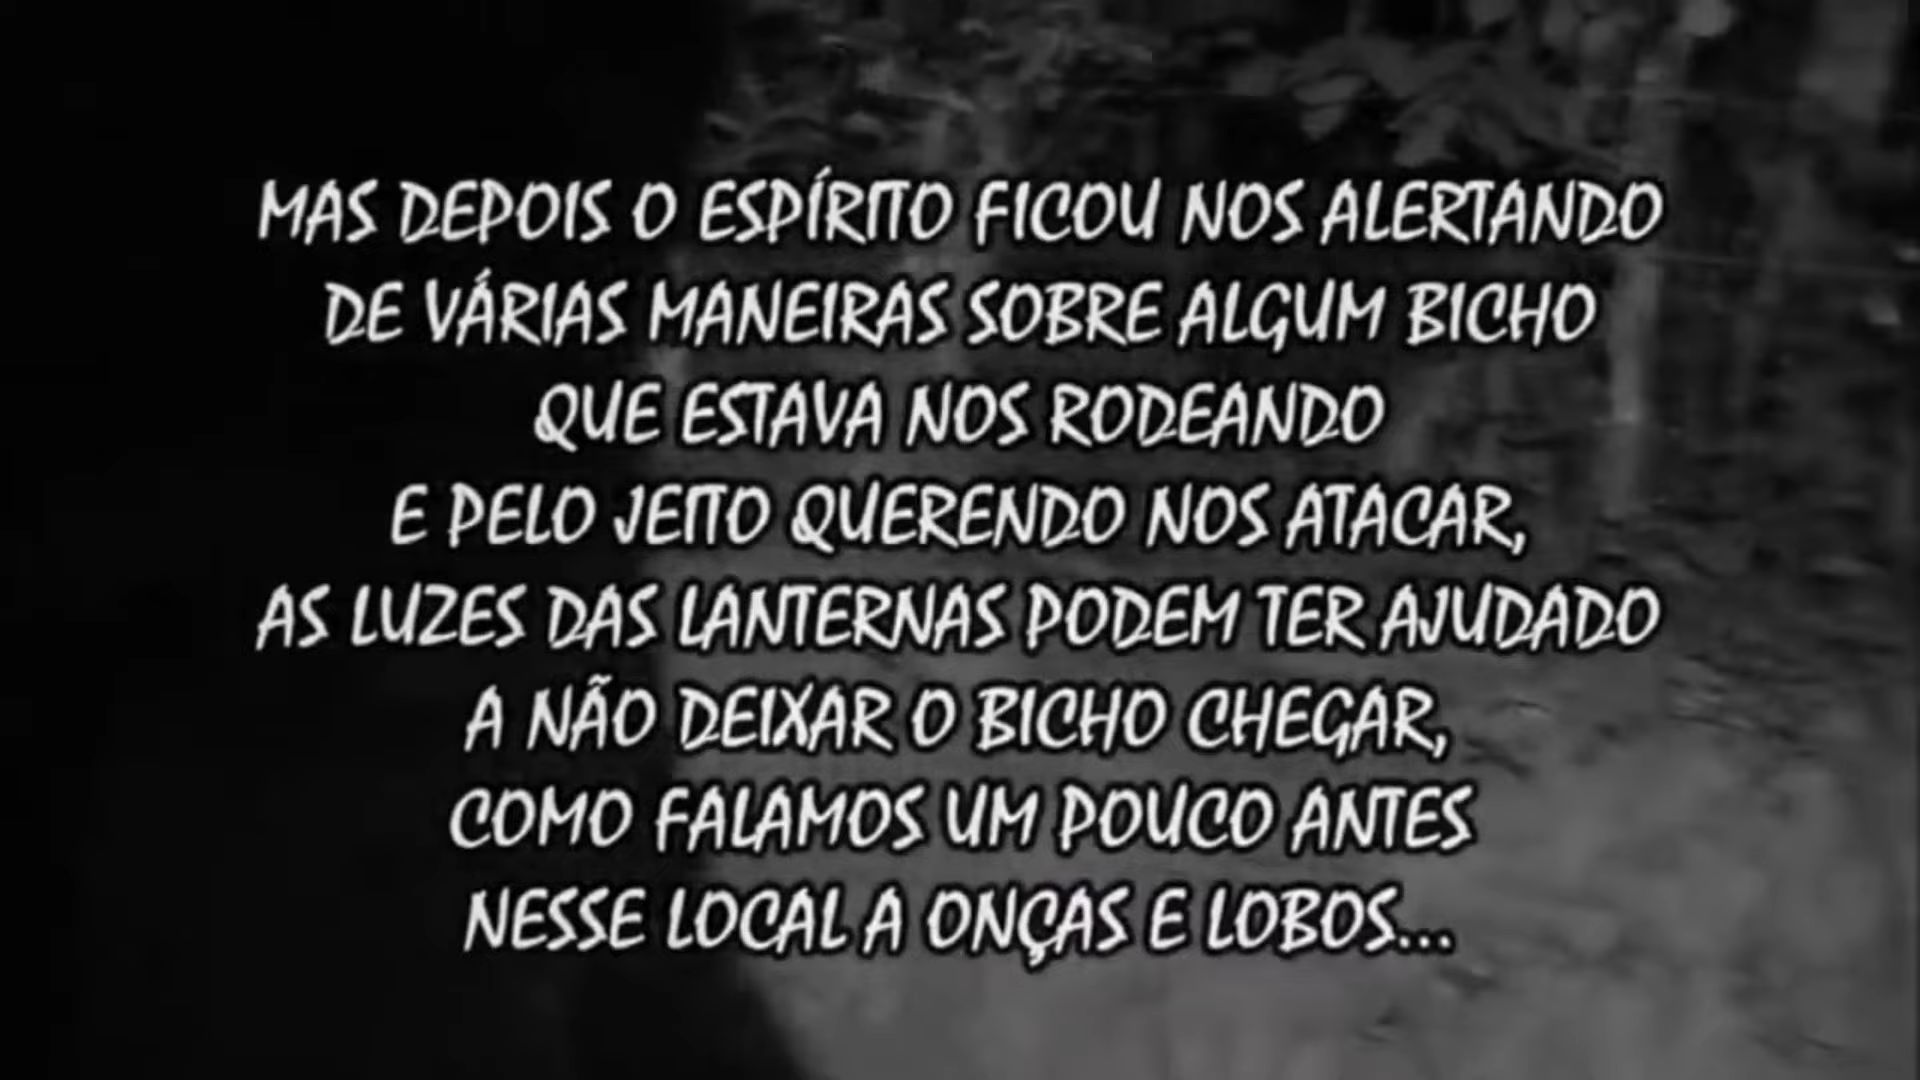 MAS DEPOIS O ESPÍRITO FICOU NOS ALERTANDO
DE VÁRIAS MANEIRAS SOBRE ALGUM BICHO
QUE ESTAVA NOS RODEANDO
E PELO JEITO QUERENDO NOS ATACAR,
AS LUZES DAS LANTERNAS PODEM TER AJUDADO
A NÃO DEIXAR O BICHO CHEGAR,
COMO FALAMOS UM POUCO ANTES
NESSE LOCAL A ONÇAS E LOBOS...